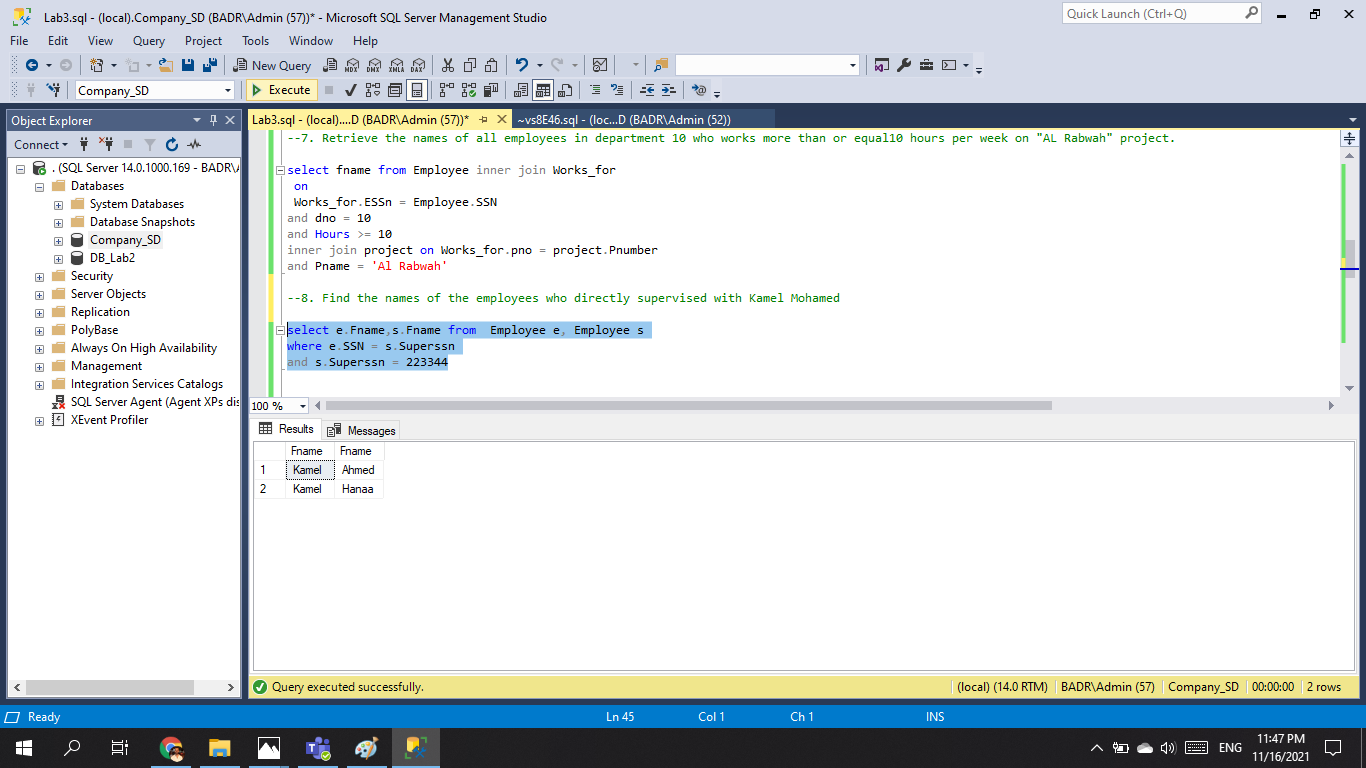 Lab3.sql - (local).Company_SD (BADR\Admin (57))* - Microsoft SQL Server Management Studio
Quick Launch (Ctrl+Q)
File Edit View Query Project Tools Window Help
New Query MDX DMX XMLA DAX
Company_SD Execute
Object Explorer
Lab3.sql - (local)....D (BADR\Admin (57))* ~vs8E46.sql - (loc...D (BADR\Admin (52))
Connect
. (SQL Server 14.0.1000.169 - BADR\A
Databases
System Databases
Database Snapshots
Company_SD
DB_Lab2
Security
Server Objects
Replication
PolyBase
Always On High Availability
Management
Integration Services Catalogs
SQL Server Agent (Agent XPs dis
XEvent Profiler
--7. Retrieve the names of all employees in department 10 who works more than or equal10 hours per week on "AL Rabwah" project.
select fname from Employee inner join Works_for
on
Works_for.ESSn = Employee.SSN
and dno = 10
and Hours >= 10
inner join project on Works_for.pno = project.Pnumber
and Pname = 'Al Rabwah'
--8. Find the names of the employees who directly supervised with Kamel Mohamed
select e.Fname,s.Fname from  Employee e, Employee s
where e.SSN = s.Superssn
and s.Superssn = 223344
100 %
Results Messages
Fname Fname
1 Kamel Ahmed
2 Kamel Hanaa
Query executed successfully. (local) (14.0 RTM) BADR\Admin (57) Company_SD 00:00:00 2 rows
Ready Ln 45 Col 1 Ch 1 INS
ENG 11:47 PM
11/16/2021